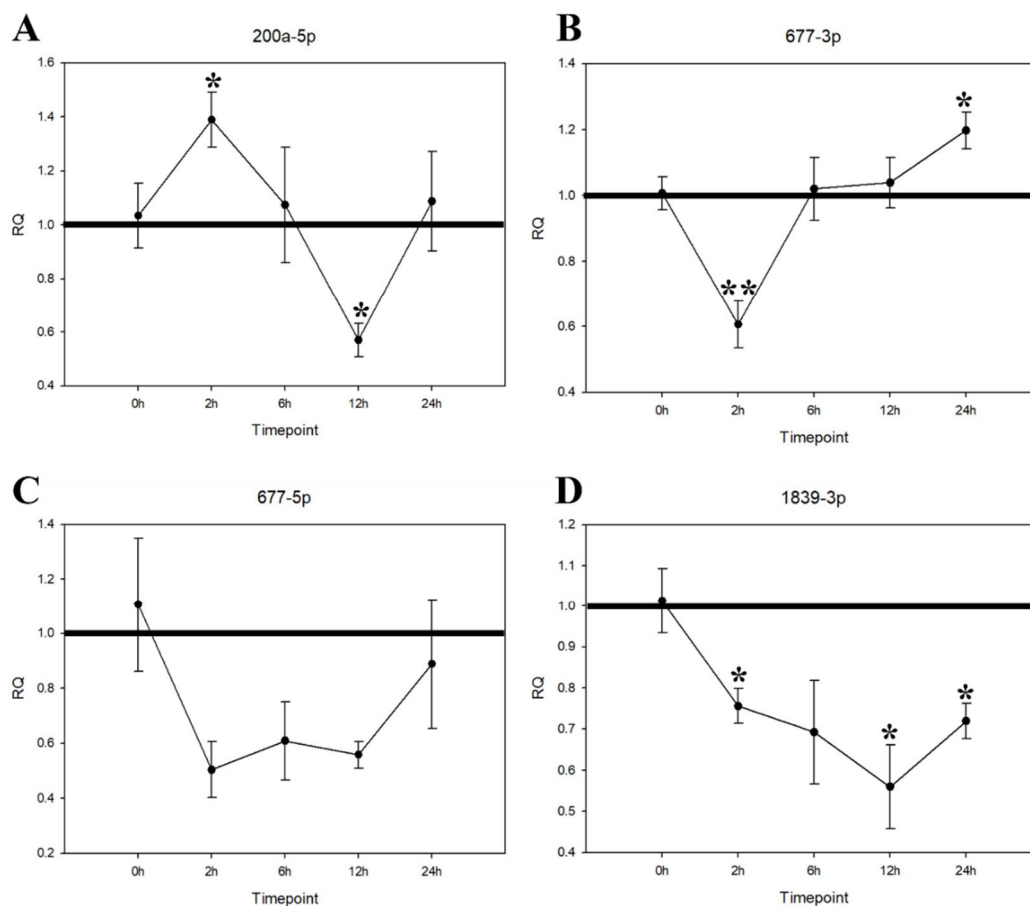 A
200a-5p
1.6
1.4
1.2
1.0
0.8
0.6
0.4
RQ
*
*
0h 2h 6h 12h 24h
Timepoint
B
677-3p
1.4
1.2
1.0
0.8
0.6
0.4
RQ
**
*
0h 2h 6h 12h 24h
Timepoint
C
677-5p
1.4
1.2
1.0
0.8
0.6
0.4
0.2
RQ
0h 2h 6h 12h 24h
Timepoint
D
1839-3p
1.2
1.1
1.0
0.9
0.8
0.7
0.6
0.5
0.4
RQ
*
*
*
0h 2h 6h 12h 24h
Timepoint